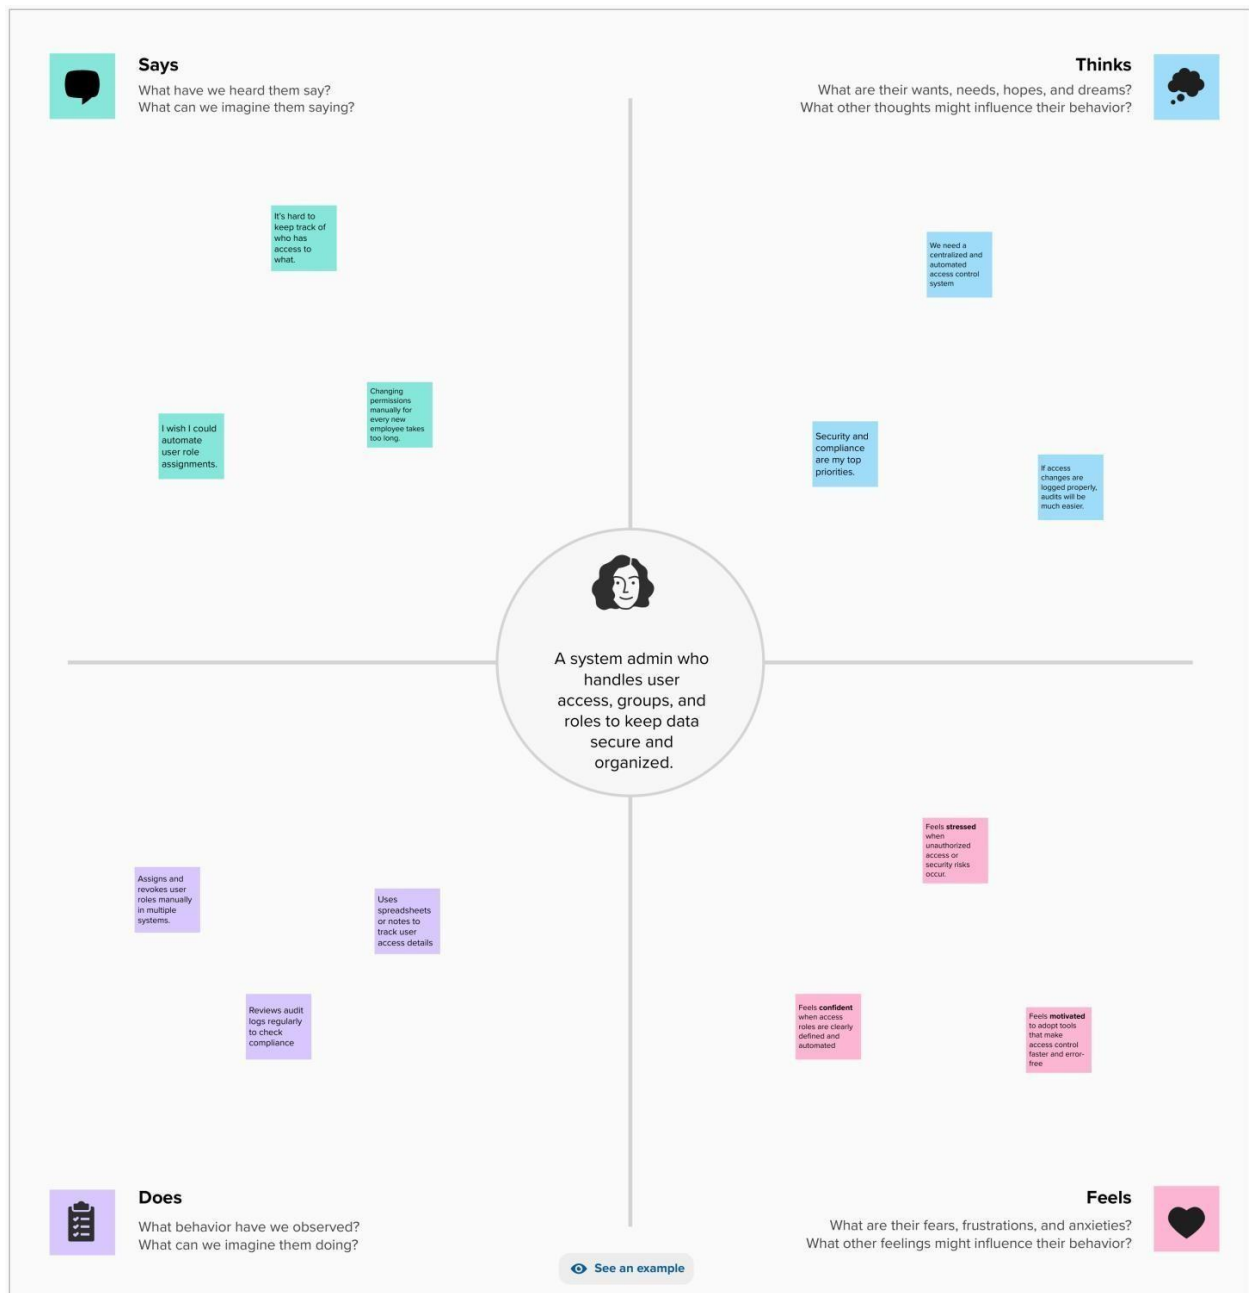 Says
What have we heard them say?
What can we imagine them saying?
Thinks
What are their wants, needs, hopes, and dreams?
What other thoughts might influence their behavior?
It's hard to
keep track of
who has
access to
what.
Changing
permissions
manually for
every new
employee takes
too long.
I wish I could
automate
user role
assignments.
We need a
centralized and
automated
access control
system
Security and
compliance
are my top
priorities.
If access
changes are
logged properly,
audits will be
much easier.
A system admin who
handles user
access, groups, and
roles to keep data
secure and
organized.
Assigns and
revokes user
roles manually
in multiple
systems.
Uses
spreadsheets
or notes to
track user
access details
Reviews audit
logs regularly
to check
compliance
Feels stressed
when
unauthorized
access or
security risks
occur.
Feels confident
when access
roles are clearly
defined and
automated
Feels motivated
to adopt tools
that make
access control
faster and error-
free
Does
What behavior have we observed?
What can we imagine them doing?
Feels
What are their fears, frustrations, and anxieties?
What other feelings might influence their behavior?
See an example